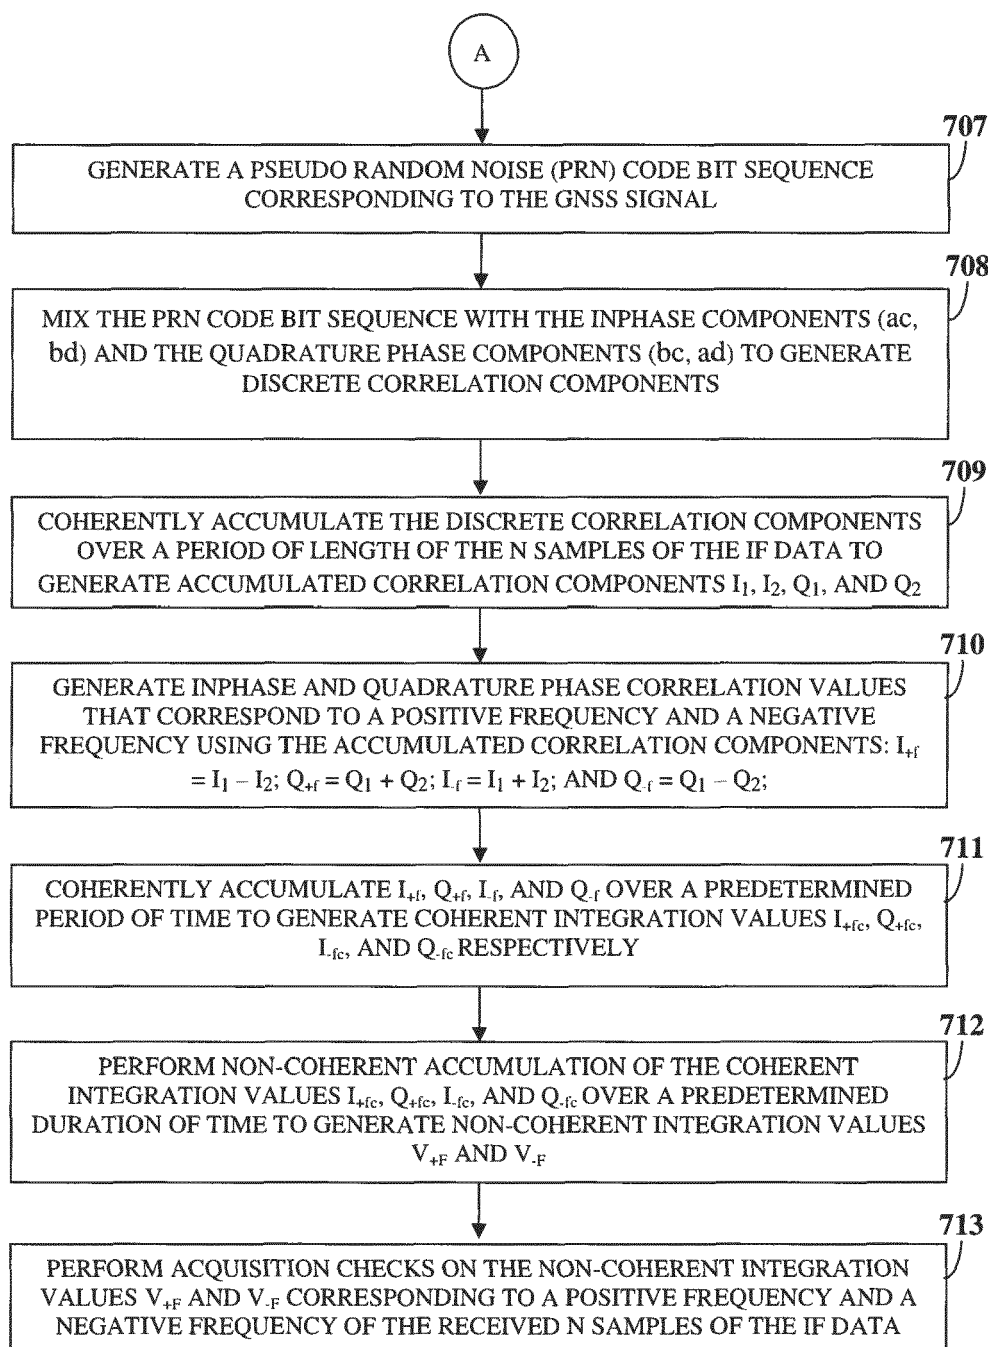 A
707
GENERATE A PSEUDO RANDOM NOISE (PRN) CODE BIT SEQUENCE
CORRESPONDING TO THE GNSS SIGNAL
708
MIX THE PRN CODE BIT SEQUENCE WITH THE INPHASE COMPONENTS (ac,
bd) AND THE QUADRATURE PHASE COMPONENTS (bc, ad) TO GENERATE
DISCRETE CORRELATION COMPONENTS
709
COHERENTLY ACCUMULATE THE DISCRETE CORRELATION COMPONENTS
OVER A PERIOD OF LENGTH OF THE N SAMPLES OF THE IF DATA TO
GENERATE ACCUMULATED CORRELATION COMPONENTS I₁, I₂, Q₁, AND Q₂
710
GENERATE INPHASE AND QUADRATURE PHASE CORRELATION VALUES
THAT CORRESPOND TO A POSITIVE FREQUENCY AND A NEGATIVE
FREQUENCY USING THE ACCUMULATED CORRELATION COMPONENTS: I+f
= I₁ – I₂; Q+f = Q₁ + Q₂; I-f = I₁ + I₂; AND Q-f = Q₁ – Q₂;
711
COHERENTLY ACCUMULATE I+f, Q+f, I-f, AND Q-f OVER A PREDETERMINED
PERIOD OF TIME TO GENERATE COHERENT INTEGRATION VALUES I+fc, Q+fc,
I-fc, AND Q-fc RESPECTIVELY
712
PERFORM NON-COHERENT ACCUMULATION OF THE COHERENT
INTEGRATION VALUES I+fc, Q+fc, I-fc, AND Q-fc OVER A PREDETERMINED
DURATION OF TIME TO GENERATE NON-COHERENT INTEGRATION VALUES
V+F AND V-F
713
PERFORM ACQUISITION CHECKS ON THE NON-COHERENT INTEGRATION
VALUES V+F AND V-F CORRESPONDING TO A POSITIVE FREQUENCY AND A
NEGATIVE FREQUENCY OF THE RECEIVED N SAMPLES OF THE IF DATA